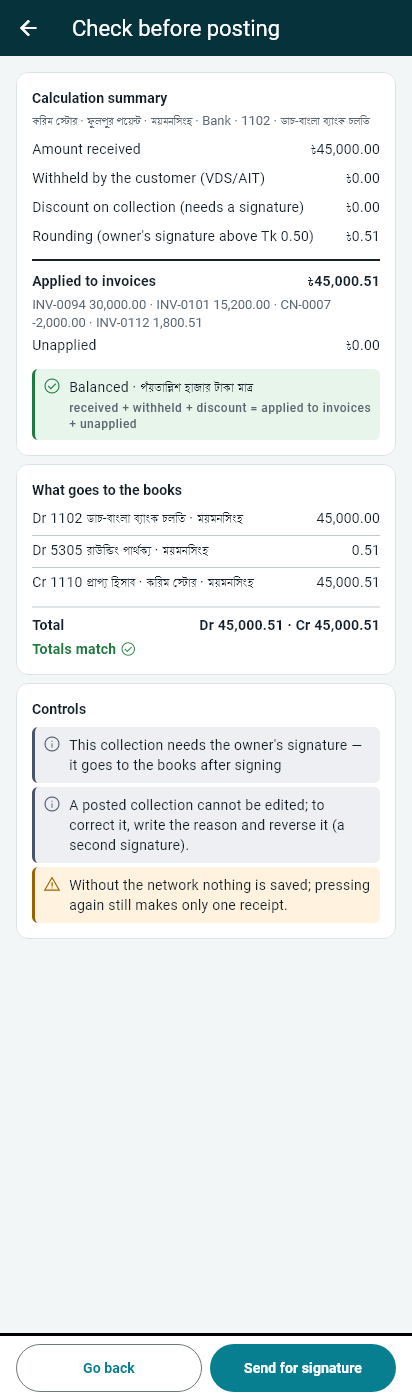 Check before posting
Calculation summary
করিম স্টোর · ফুলপুর পয়েন্ট · ময়মনসিংহ · Bank · 1102 · ডাচ-বাংলা ব্যাংক চলতি
Amount received ৳45,000.00
Withheld by the customer (VDS/AIT) ৳0.00
Discount on collection (needs a signature) ৳0.00
Rounding (owner's signature above Tk 0.50) ৳0.51
Applied to invoices ৳45,000.51
INV-0094 30,000.00 · INV-0101 15,200.00 · CN-0007
-2,000.00 · INV-0112 1,800.51
Unapplied ৳0.00
Balanced · পঁয়তাল্লিশ হাজার টাকা মাত্র
received + withheld + discount = applied to invoices
+ unapplied
What goes to the books
Dr 1102 ডাচ-বাংলা ব্যাংক চলতি · ময়মনসিংহ 45,000.00
Dr 5305 রাউন্ডিং পার্থক্য · ময়মনসিংহ 0.51
Cr 1110 প্রাপ্য হিসাব · করিম স্টোর · ময়মনসিংহ 45,000.51
Total Dr 45,000.51 · Cr 45,000.51
Totals match
Controls
This collection needs the owner's signature —
it goes to the books after signing
A posted collection cannot be edited; to
correct it, write the reason and reverse it (a
second signature).
Without the network nothing is saved; pressing
again still makes only one receipt.
Go back Send for signature